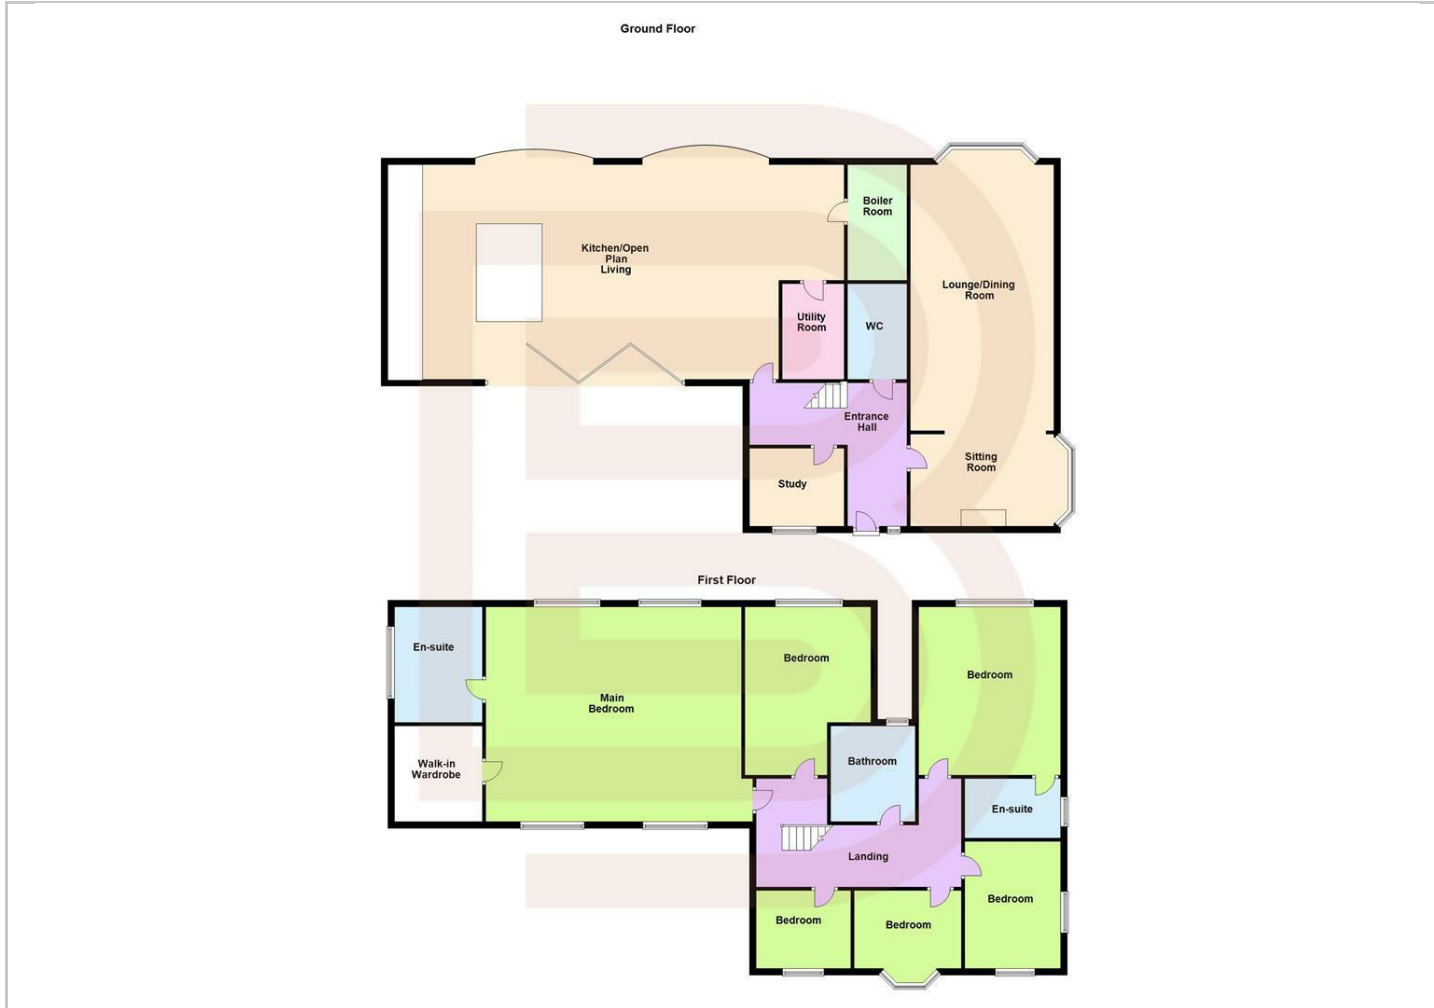 Ground Floor
Boiler
Room
Kitchen/Open
Plan
Living
Lounge/Dining
Room
Utility
Room
WC
Entrance
Hall
Sitting
Room
Study
First Floor
En-suite
Bedroom
Bedroom
Main
Bedroom
Walk-in
Wardrobe
Bathroom
En-suite
Landing
Bedroom
Bedroom
Bedroom